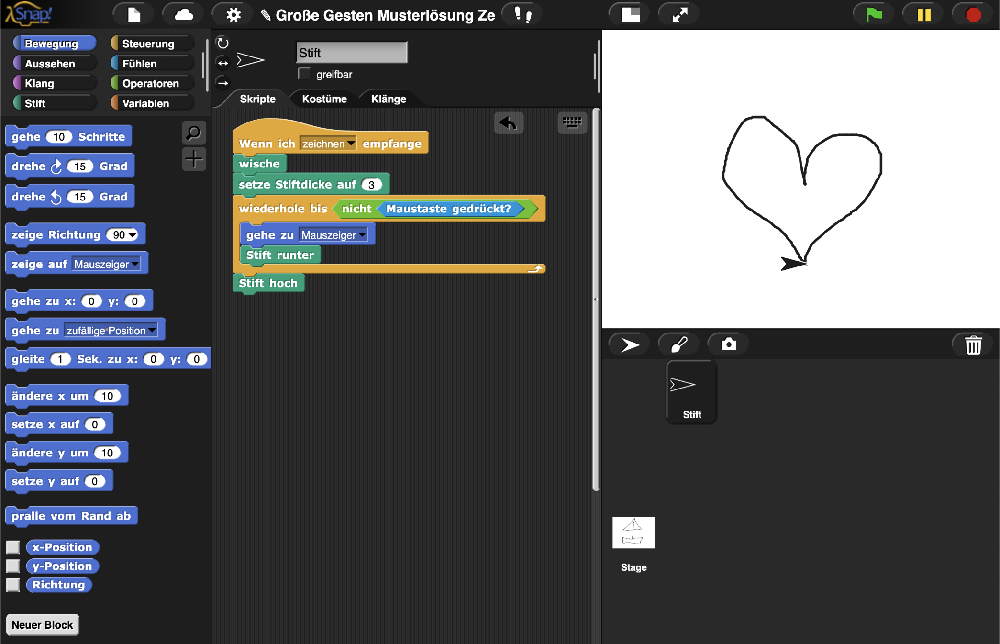 λSnap!
✎ Große Gesten Musterlösung Ze
Bewegung
Steuerung
Aussehen
Fühlen
Klang
Operatoren
Stift
Variablen
gehe 10 Schritte
drehe 15 Grad
drehe 15 Grad
zeige Richtung 90
zeige auf Mauszeiger
gehe zu x: 0 y: 0
gehe zu zufällige Position
gleite 1 Sek. zu x: 0 y: 0
ändere x um 10
setze x auf 0
ändere y um 10
setze y auf 0
pralle vom Rand ab
x-Position
y-Position
Richtung
Neuer Block
Stift
greifbar
Skripte
Kostüme
Klänge
Wenn ich zeichnen empfange
wische
setze Stiftdicke auf 3
wiederhole bis nicht Maustaste gedrückt?
gehe zu Mauszeiger
Stift runter
Stift hoch
Stift
Stage